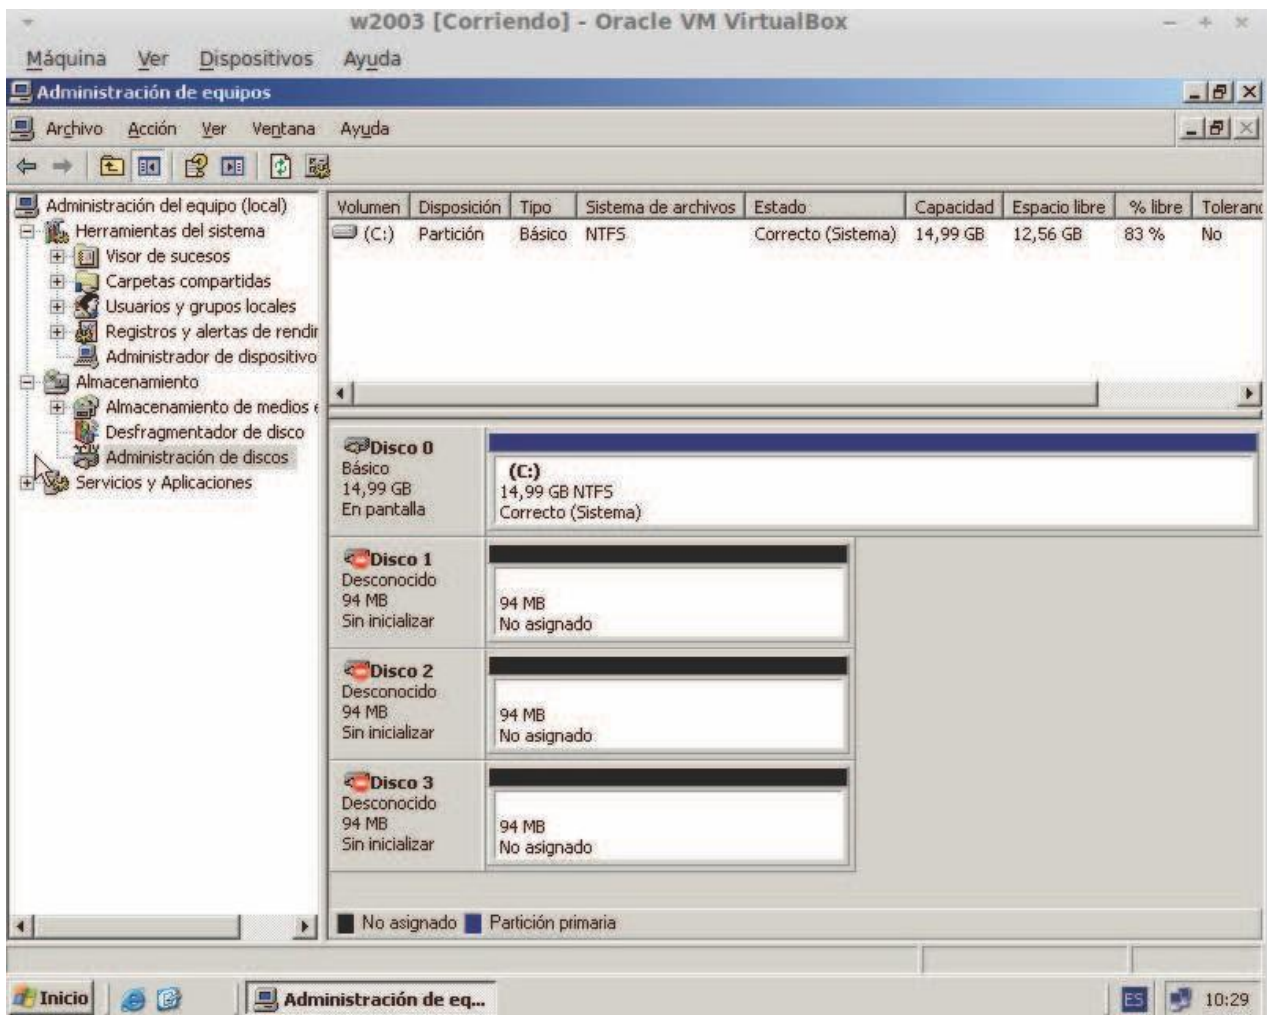 w2003 [Corriendo] - Oracle VM VirtualBox
Máquina Ver Dispositivos Ayuda
Administración de equipos
Archivo Acción Ver Ventana Ayuda
Administración del equipo (local)
Herramientas del sistema
Visor de sucesos
Carpetas compartidas
Usuarios y grupos locales
Registros y alertas de rendir
Administrador de dispositivo
Almacenamiento
Almacenamiento de medios e
Desfragmentador de disco
Administración de discos
Servicios y Aplicaciones
Volumen Disposición Tipo Sistema de archivos Estado Capacidad Espacio libre % libre Toleranc
(C:) Partición Básico NTFS Correcto (Sistema) 14,99 GB 12,56 GB 83 % No
Disco 0
Básico
14,99 GB
En pantalla
(C:)
14,99 GB NTFS
Correcto (Sistema)
Disco 1
Desconocido
94 MB
Sin inicializar
94 MB
No asignado
Disco 2
Desconocido
94 MB
Sin inicializar
94 MB
No asignado
Disco 3
Desconocido
94 MB
Sin inicializar
94 MB
No asignado
No asignado Partición primaria
Inicio Administración de eq... ES 10:29